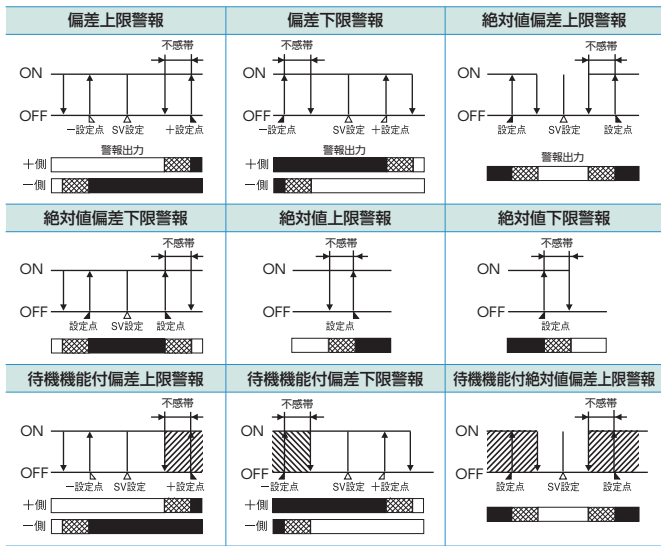 偏差上限警報
偏差下限警報
絶対値偏差上限警報
不感帯
ON
OFF
－設定点
SV設定
＋設定点
警報出力
＋側
－側
不感帯
ON
OFF
－設定点
SV設定
＋設定点
警報出力
＋側
－側
不感帯
ON
OFF
設定点
SV設定
設定点
警報出力
絶対値偏差下限警報
絶対値上限警報
絶対値下限警報
不感帯
ON
OFF
設定点
SV設定
設定点
不感帯
ON
OFF
設定点
不感帯
ON
OFF
設定点
待機機能付偏差上限警報
待機機能付偏差下限警報
待機機能付絶対値偏差上限警報
不感帯
ON
OFF
－設定点
SV設定
＋設定点
＋側
－側
不感帯
ON
OFF
－設定点
SV設定
＋設定点
＋側
－側
不感帯
ON
OFF
設定点
SV設定
設定点